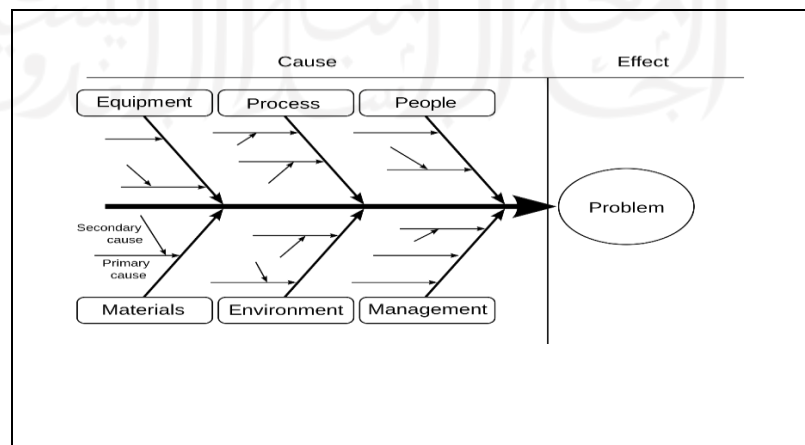 Cause
Effect
Equipment
Process
People
Problem
Secondary
cause
Primary
cause
Materials
Environment
Management